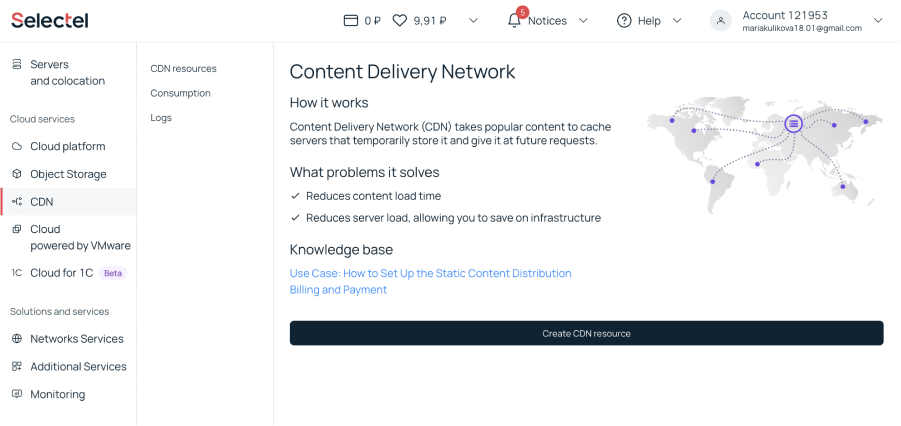 Selectel
0 ₽
9,91 ₽
5
Notices
Help
Account 121953
mariakulikova18.01@gmail.com
Servers
and colocation
Cloud services
Cloud platform
Object Storage
CDN
Cloud
powered by VMware
1C Cloud for 1C Beta
Solutions and services
Networks Services
Additional Services
Monitoring
CDN resources
Consumption
Logs
Content Delivery Network
How it works
Content Delivery Network (CDN) takes popular content to cache
servers that temporarily store it and give it at future requests.
What problems it solves
Reduces content load time
Reduces server load, allowing you to save on infrastructure
Knowledge base
Use Case: How to Set Up the Static Content Distribution
Billing and Payment
Create CDN resource